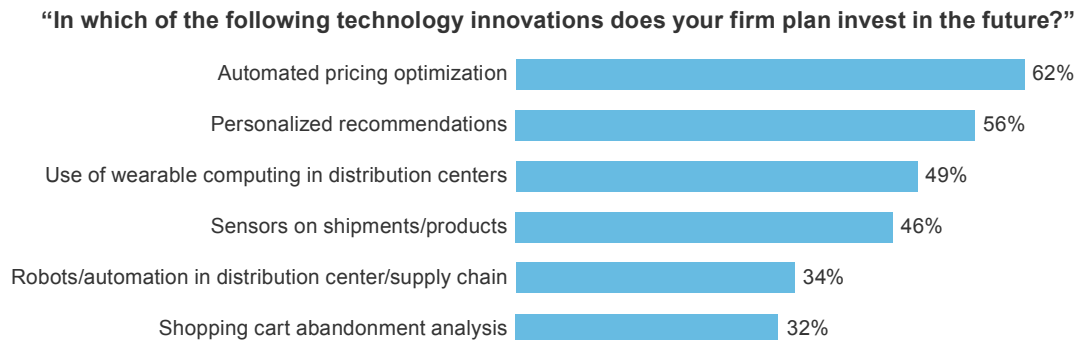 “In which of the following technology innovations does your firm plan invest in the future?”
Automated pricing optimization 62%
Personalized recommendations 56%
Use of wearable computing in distribution centers 49%
Sensors on shipments/products 46%
Robots/automation in distribution center/supply chain 34%
Shopping cart abandonment analysis 32%